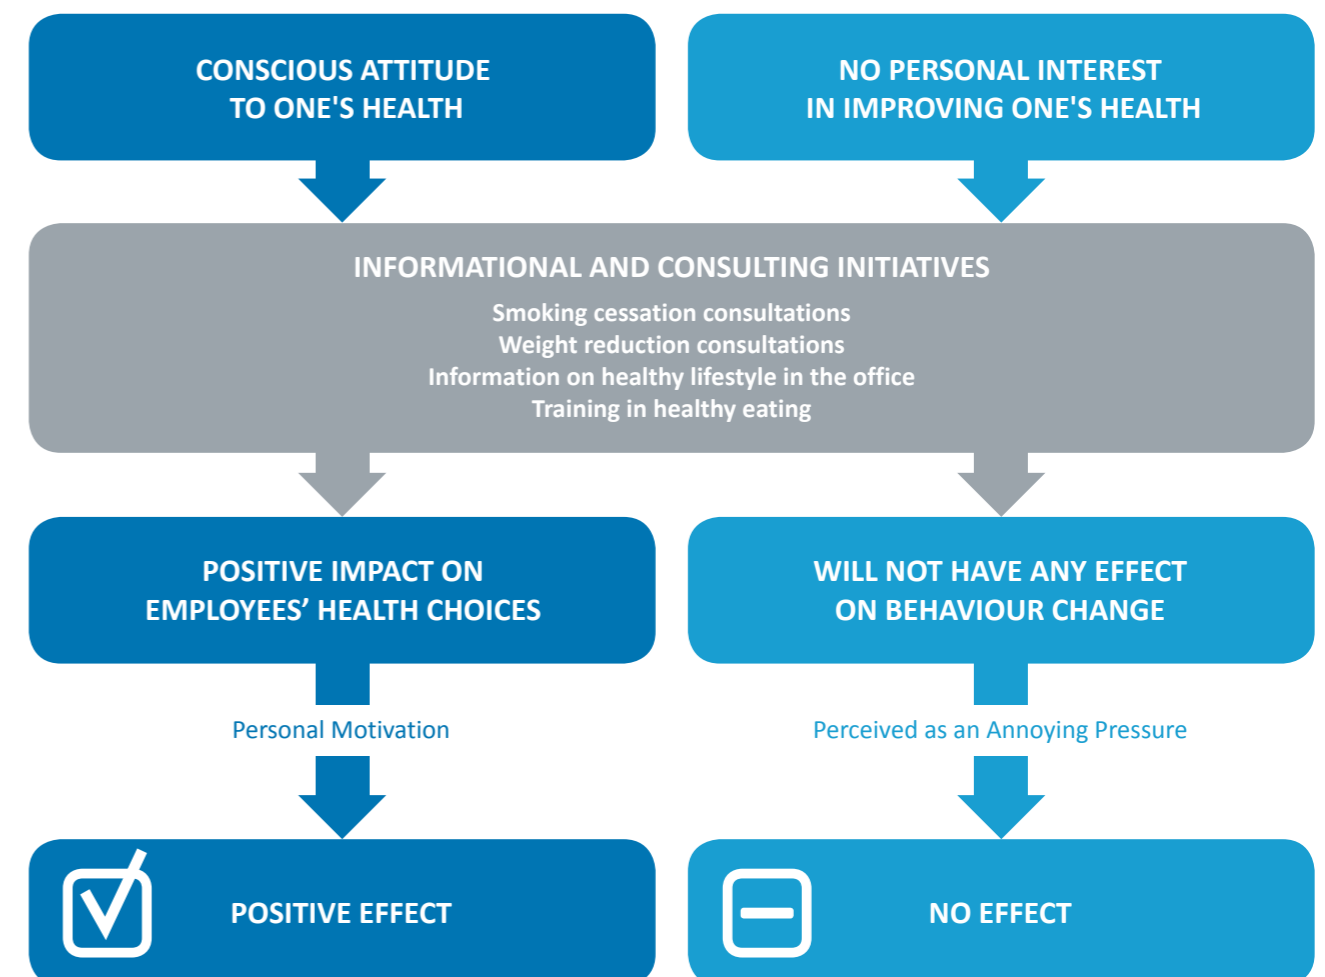 CONSCIOUS ATTITUDE
TO ONE'S HEALTH
NO PERSONAL INTEREST
IN IMPROVING ONE'S HEALTH
INFORMATIONAL AND CONSULTING INITIATIVES
Smoking cessation consultations
Weight reduction consultations
Information on healthy lifestyle in the office
Training in healthy eating
POSITIVE IMPACT ON
EMPLOYEES’ HEALTH CHOICES
WILL NOT HAVE ANY EFFECT
ON BEHAVIOUR CHANGE
Personal Motivation
Perceived as an Annoying Pressure
POSITIVE EFFECT
NO EFFECT